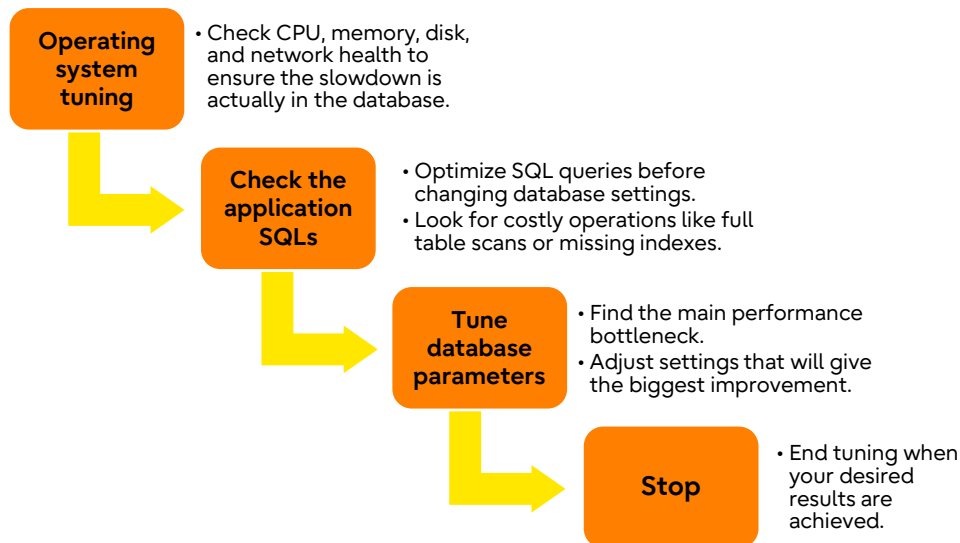 Operating
system
tuning
• Check CPU, memory, disk,
and network health to
ensure the slowdown is
actually in the database.
Check the
application
SQLs
• Optimize SQL queries before
changing database settings.
• Look for costly operations like full
table scans or missing indexes.
Tune
database
parameters
• Find the main performance
bottleneck.
• Adjust settings that will give
the biggest improvement.
Stop
• End tuning when
your desired
results are
achieved.